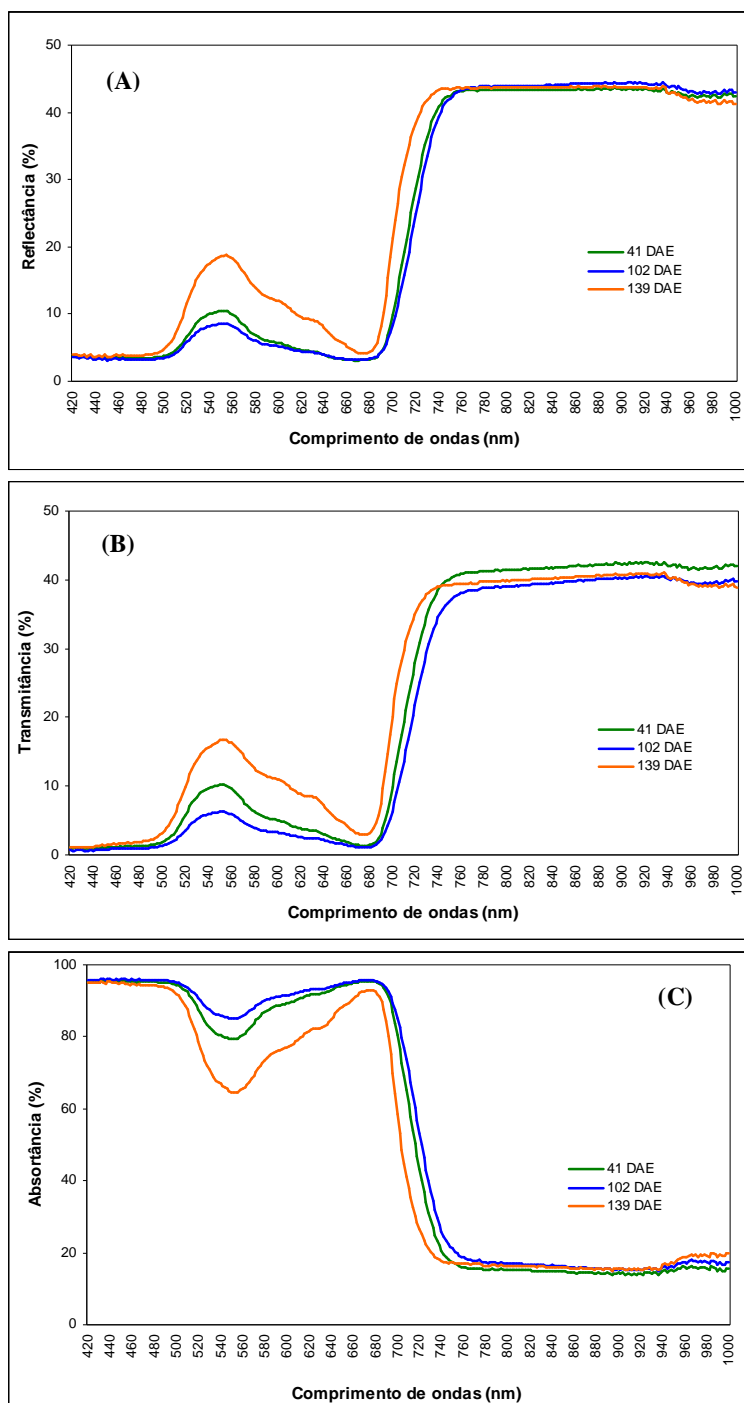 50
(A)
40
30
20
10
0
Reflectância (%)
41 DAE
102 DAE
139 DAE
420 440 460 480 500 520 540 560 580 600 620 640 660 680 700 720 740 760 780 800 820 840 860 880 900 920 940 960 980 1000
Comprimento de ondas (nm)
50
(B)
40
30
20
10
0
Transmitância (%)
41 DAE
102 DAE
139 DAE
420 440 460 480 500 520 540 560 580 600 620 640 660 680 700 720 740 760 780 800 820 840 860 880 900 920 940 960 980 1000
Comprimento de ondas (nm)
100
(C)
80
60
40
20
0
Absortância (%)
41 DAE
102 DAE
139 DAE
420 440 460 480 500 520 540 560 580 600 620 640 660 680 700 720 740 760 780 800 820 840 860 880 900 920 940 960 980 1000
Comprimento de ondas (nm)